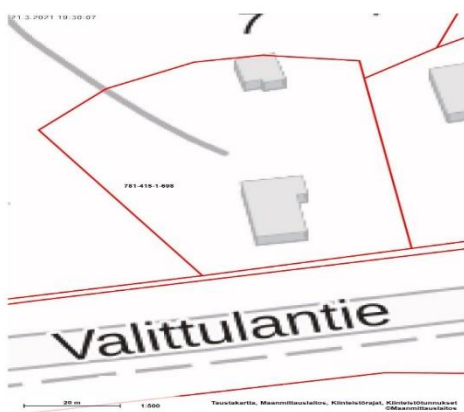 21.3.2021 19:30:07
7
781-415-1-698
Valittulantie
20 m
1:500
Taustakartta, Maanmittauslaitos, Kiinteistörajat, Kiinteistötunnukset
©Maanmittauslaitos